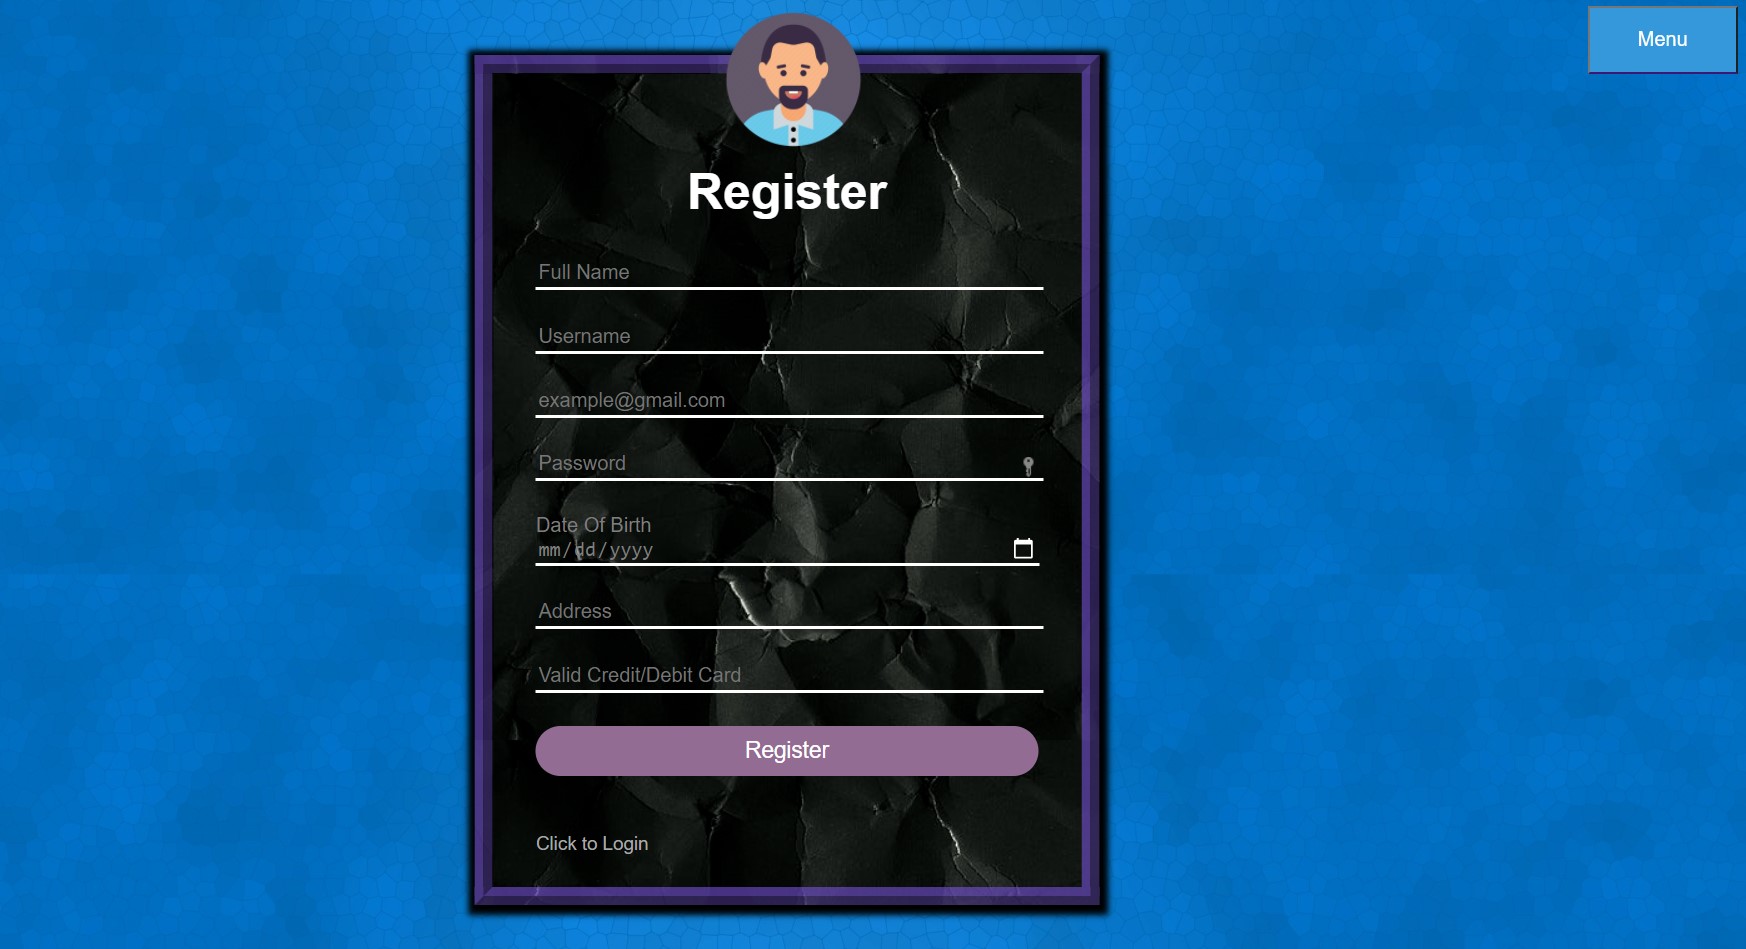 Menu
Register
Full Name
Username
example@gmail.com
Password
Date Of Birth
mm/dd/yyyy
Address
Valid Credit/Debit Card
Register
Click to Login